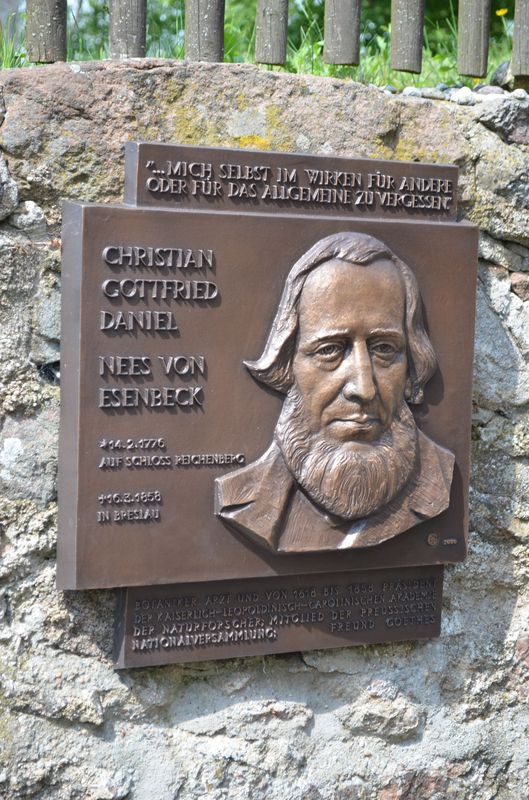 "... MICH SELBST IM WIRKEN FÜR ANDERE
ODER FÜR DAS ALLGEMEINE ZU VERGESSEN"
CHRISTIAN
GOTTFRIED
DANIEL
NEES VON
ESENBECK
*14.2.1776
AUF SCHLOSS REICHENBERG
+16.3.1858
IN BRESLAU
BOTANIKER, ARZT UND VON 1818 BIS 1858 PRÄSIDENT
DER KAISERLICH-LEOPOLDINISCH-CAROLINISCHEN AKADEMIE
DER NATURFORSCHER; MITGLIED DER PREUSSISCHEN
NATIONALVERSAMMLUNG; FREUND GOETHES